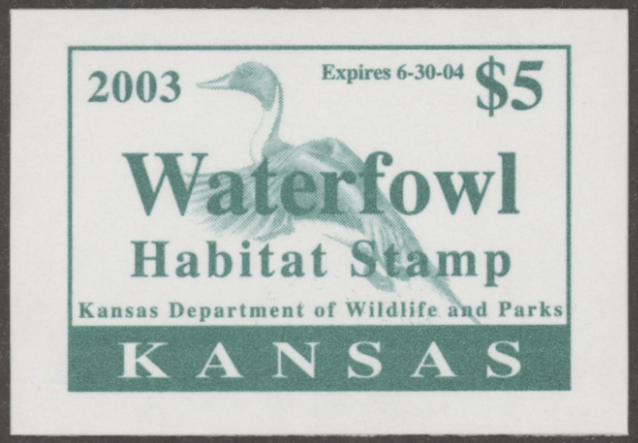 2003 Expires 6-30-04 $5
Waterfowl
Habitat Stamp
Kansas Department of Wildlife and Parks
KANSAS